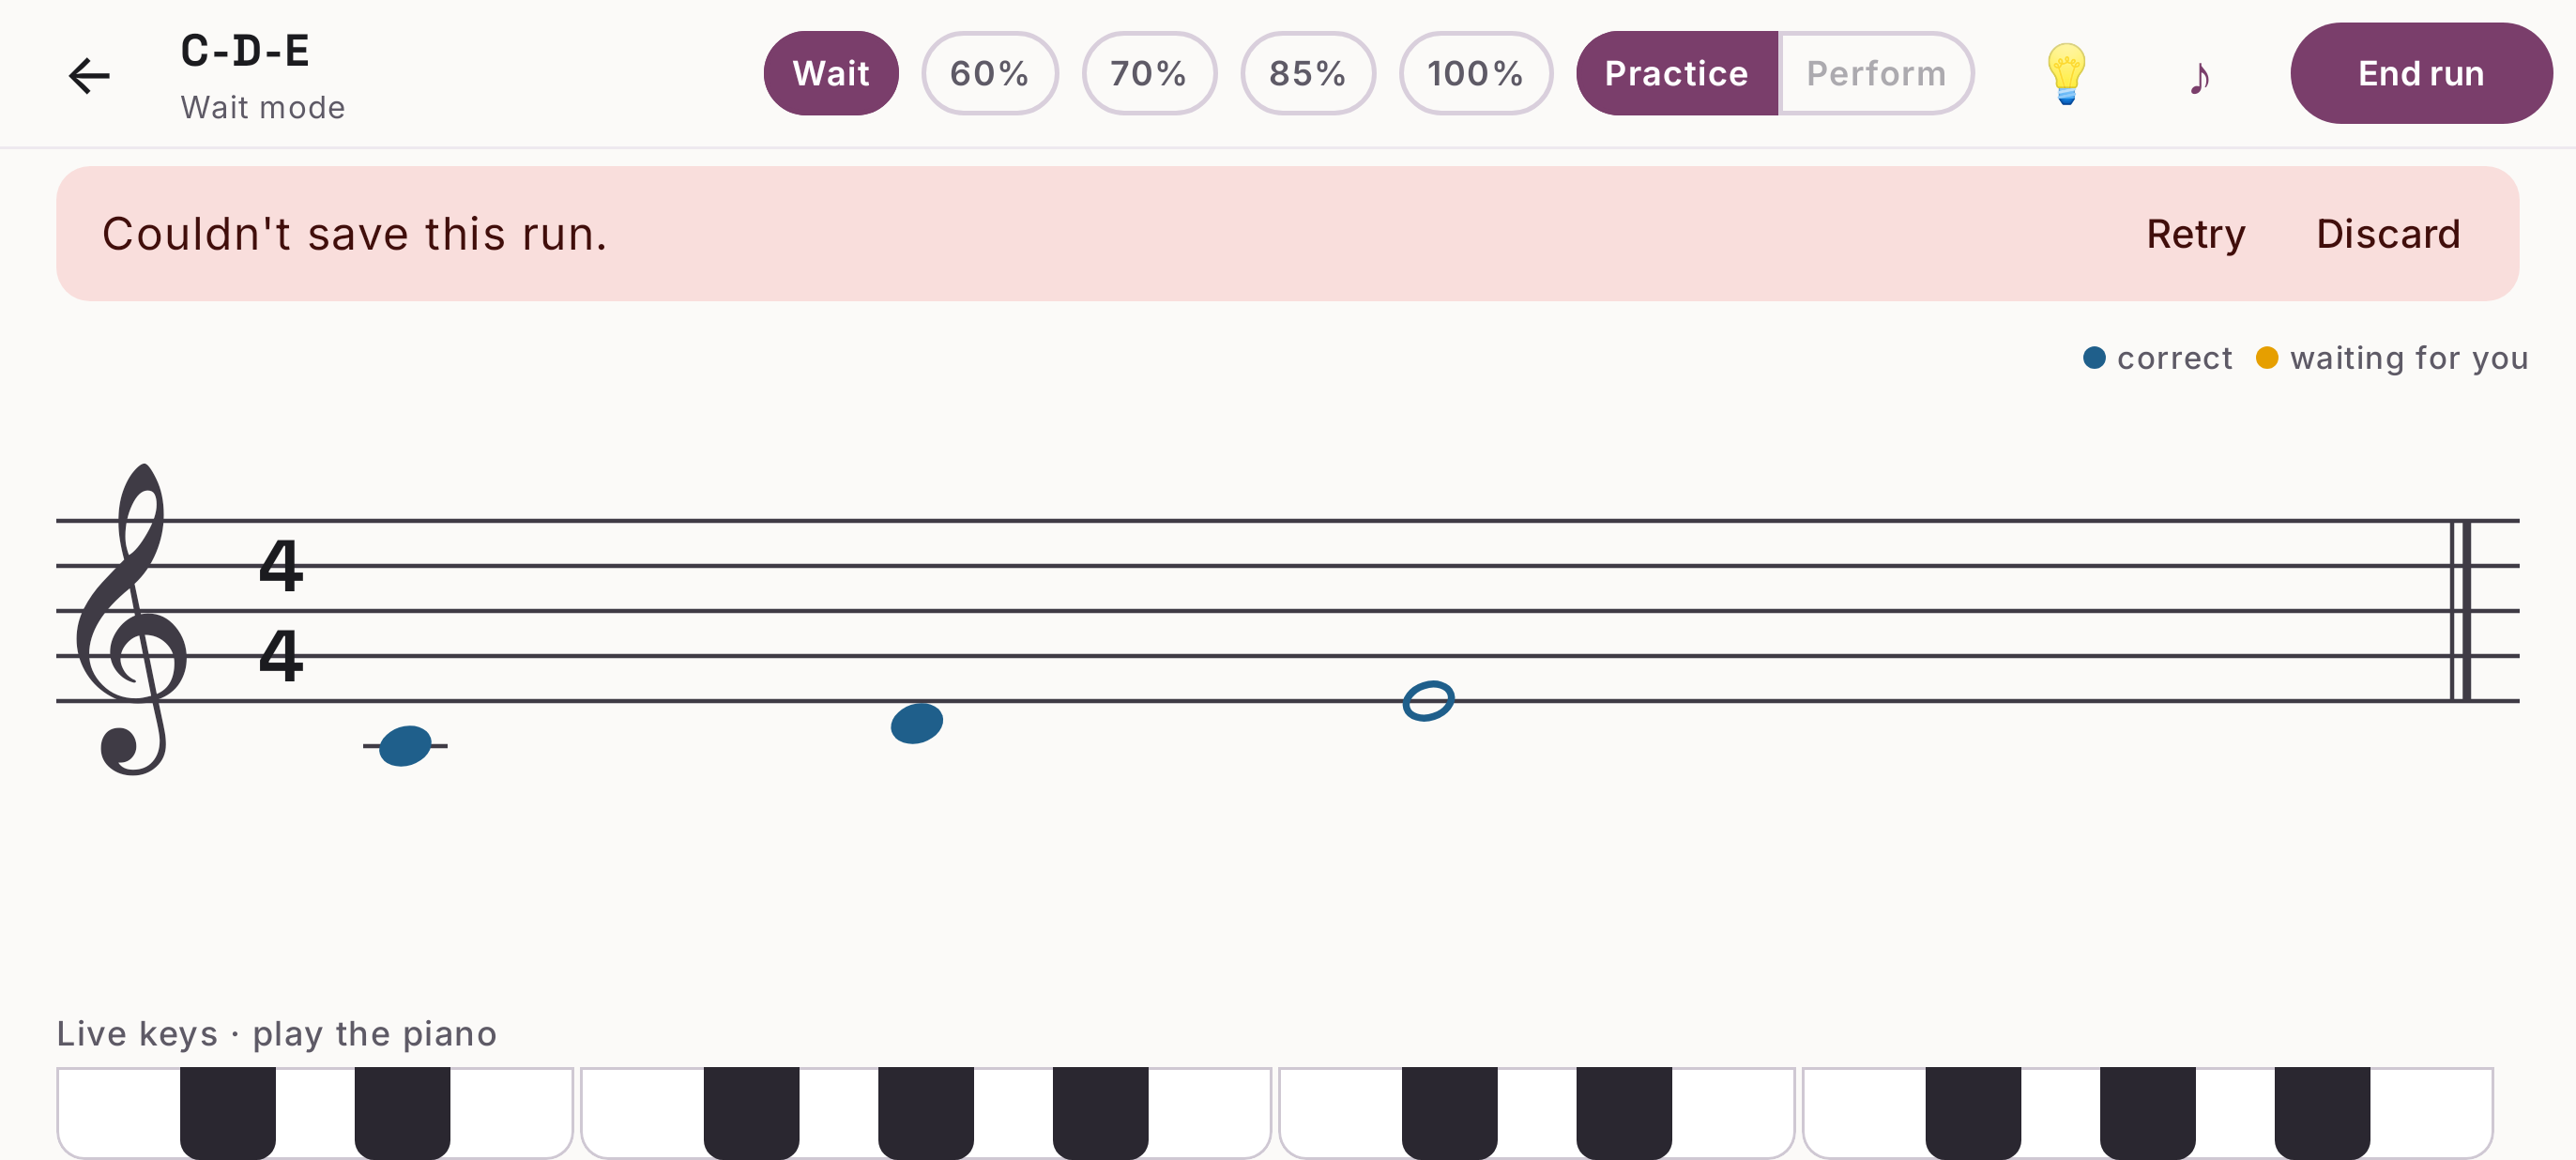 C-D-E
Wait mode
Wait 60% 70% 85% 100% Practice Perform End run
Couldn't save this run. Retry Discard
correct waiting for you
4
4
Live keys · play the piano